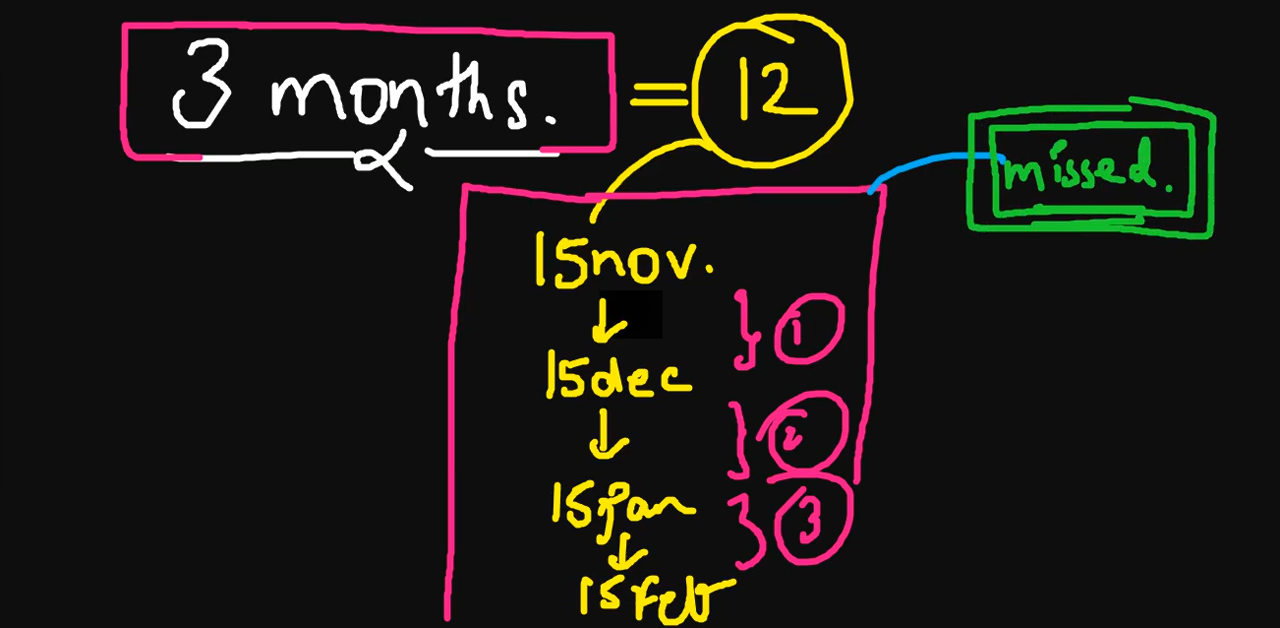 3 months. = 12
missed.
15nov.
↓
} 1
15dec
↓
} 2
15jan
} 3
↓
15Feb